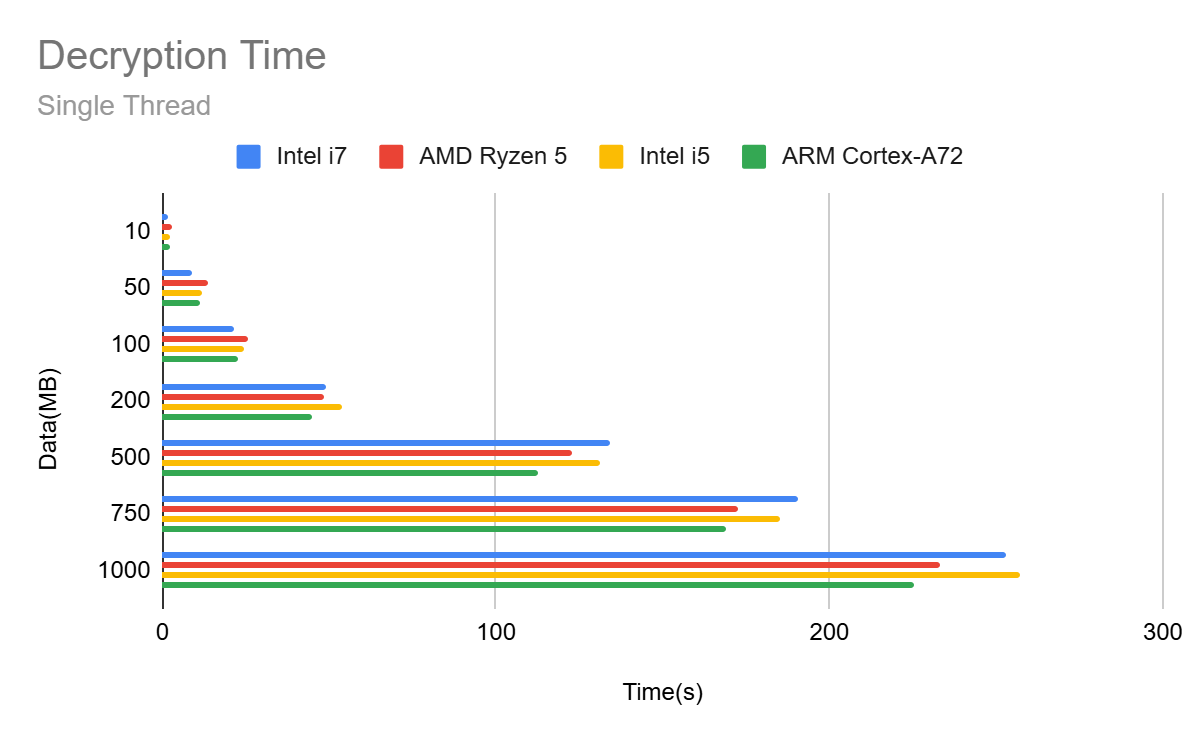 Decryption Time
Single Thread
Intel i7 AMD Ryzen 5 Intel i5 ARM Cortex-A72
Data(MB)
10
50
100
200
500
750
1000
0 100 200 300
Time(s)